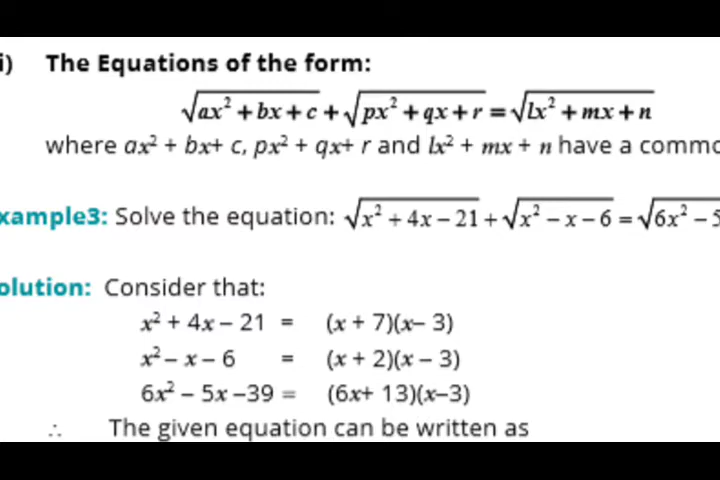 i) The Equations of the form:
√ax² + bx + c + √px² + qx + r = √lx² + mx + n
where ax² + bx+ c, px² + qx+ r and lx² + mx + n have a commo
xample3: Solve the equation: √x² + 4x – 21 + √x² – x – 6 = √6x² – 5
olution: Consider that:
x² + 4x – 21 = (x + 7)(x– 3)
x² – x – 6 = (x + 2)(x – 3)
6x² – 5x –39 = (6x+ 13)(x–3)
∴ The given equation can be written as